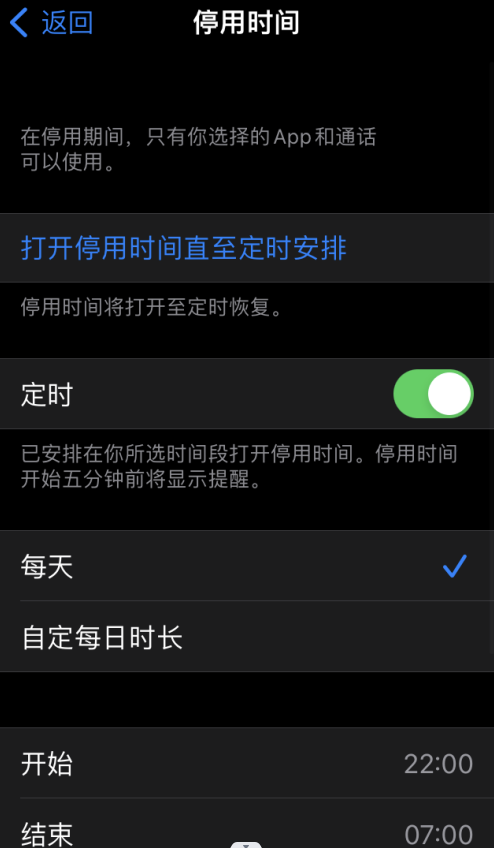 返回
停用时间
在停用期间，只有你选择的App和通话
可以使用。
打开停用时间直至定时安排
停用时间将打开至定时恢复。
定时
已安排在你所选时间段打开停用时间。停用时间
开始五分钟前将显示提醒。
每天
自定每日时长
开始 22:00
结束 07:00